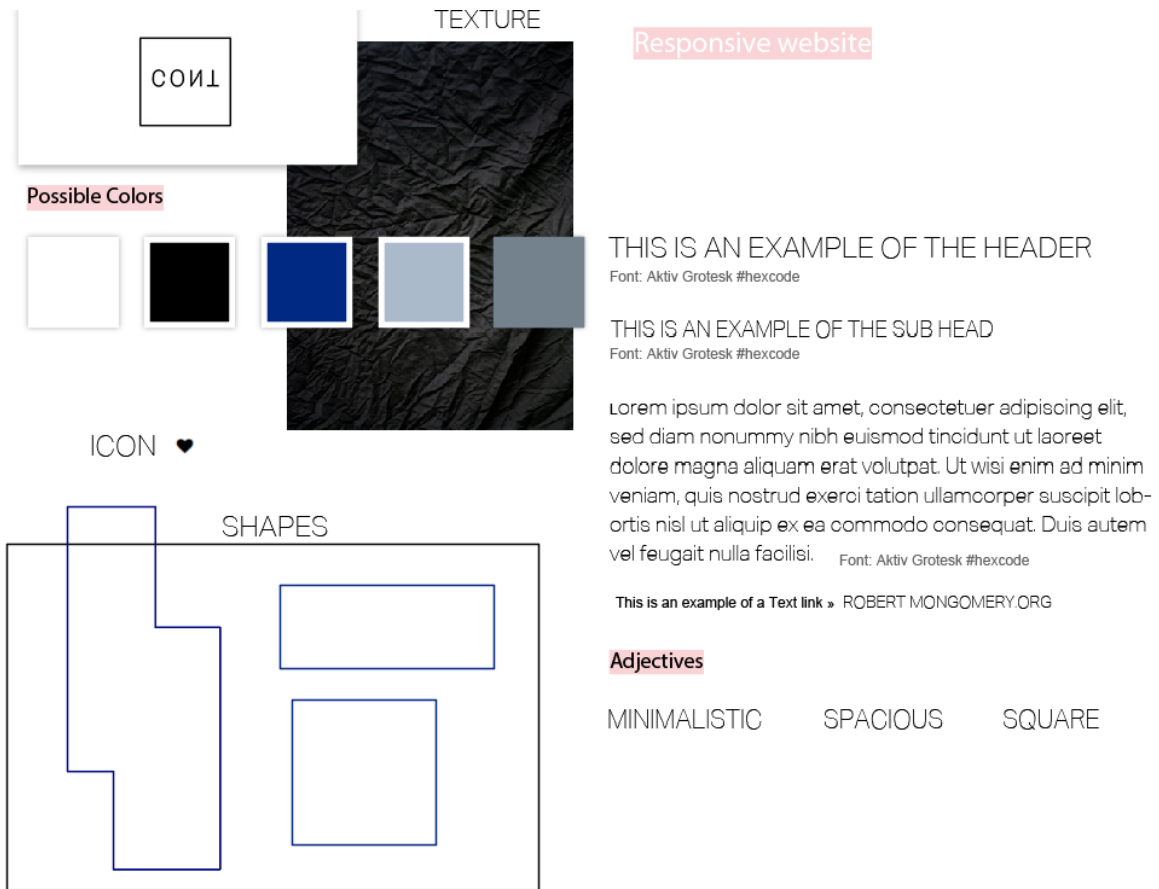 TEXTURE
CONT
Possible Colors
ICON
SHAPES
Responsive website
THIS IS AN EXAMPLE OF THE HEADER
Font: Aktiv Grotesk #hexcode
THIS IS AN EXAMPLE OF THE SUB HEAD
Font: Aktiv Grotesk #hexcode
Lorem ipsum dolor sit amet, consectetuer adipiscing elit,
sed diam nonummy nibh euismod tincidunt ut laoreet
dolore magna aliquam erat volutpat. Ut wisi enim ad minim
veniam, quis nostrud exerci tation ullamcorper suscipit lob-
ortis nisl ut aliquip ex ea commodo consequat. Duis autem
vel feugait nulla facilisi.
Font: Aktiv Grotesk #hexcode
This is an example of a Text link » ROBERT MONGOMERY.ORG
Adjectives
MINIMALISTIC SPACIOUS SQUARE